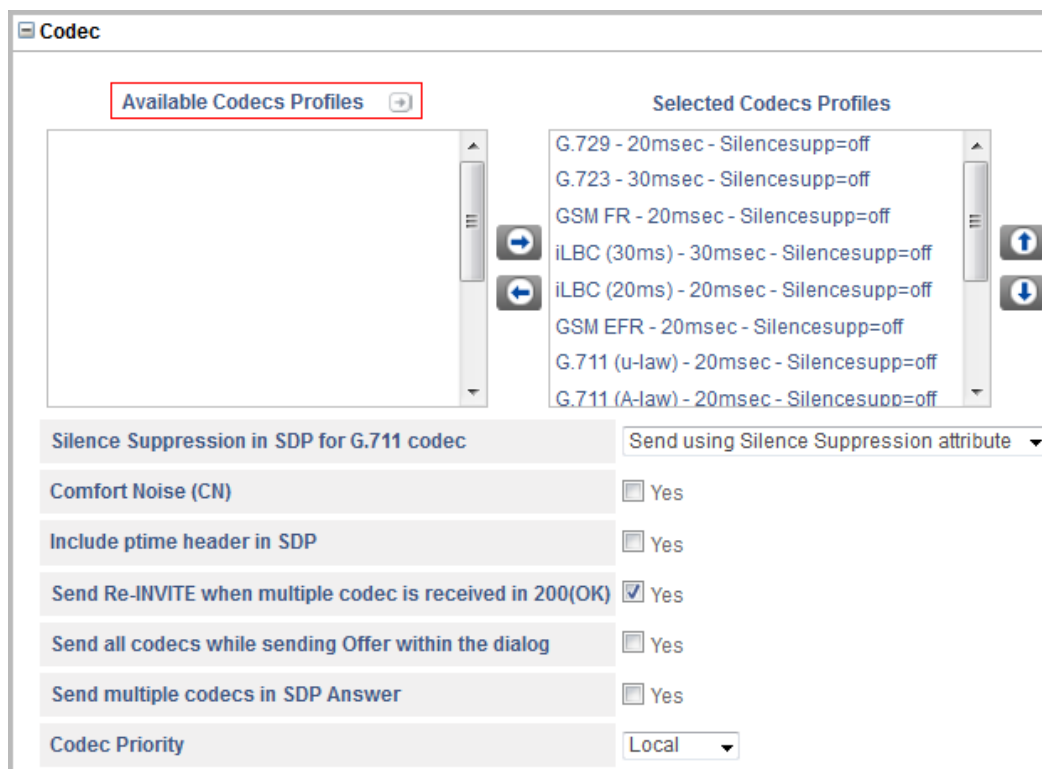 Codec
Available Codecs Profiles
Selected Codecs Profiles
G.729 - 20msec - Silencesupp=off
G.723 - 30msec - Silencesupp=off
GSM FR - 20msec - Silencesupp=off
iLBC (30ms) - 30msec - Silencesupp=off
iLBC (20ms) - 20msec - Silencesupp=off
GSM EFR - 20msec - Silencesupp=off
G.711 (u-law) - 20msec - Silencesupp=off
G.711 (A-law) - 20msec - Silencesupp=off
Silence Suppression in SDP for G.711 codec Send using Silence Suppression attribute
Comfort Noise (CN) Yes
Include ptime header in SDP Yes
Send Re-INVITE when multiple codec is received in 200(OK) Yes
Send all codecs while sending Offer within the dialog Yes
Send multiple codecs in SDP Answer Yes
Codec Priority Local